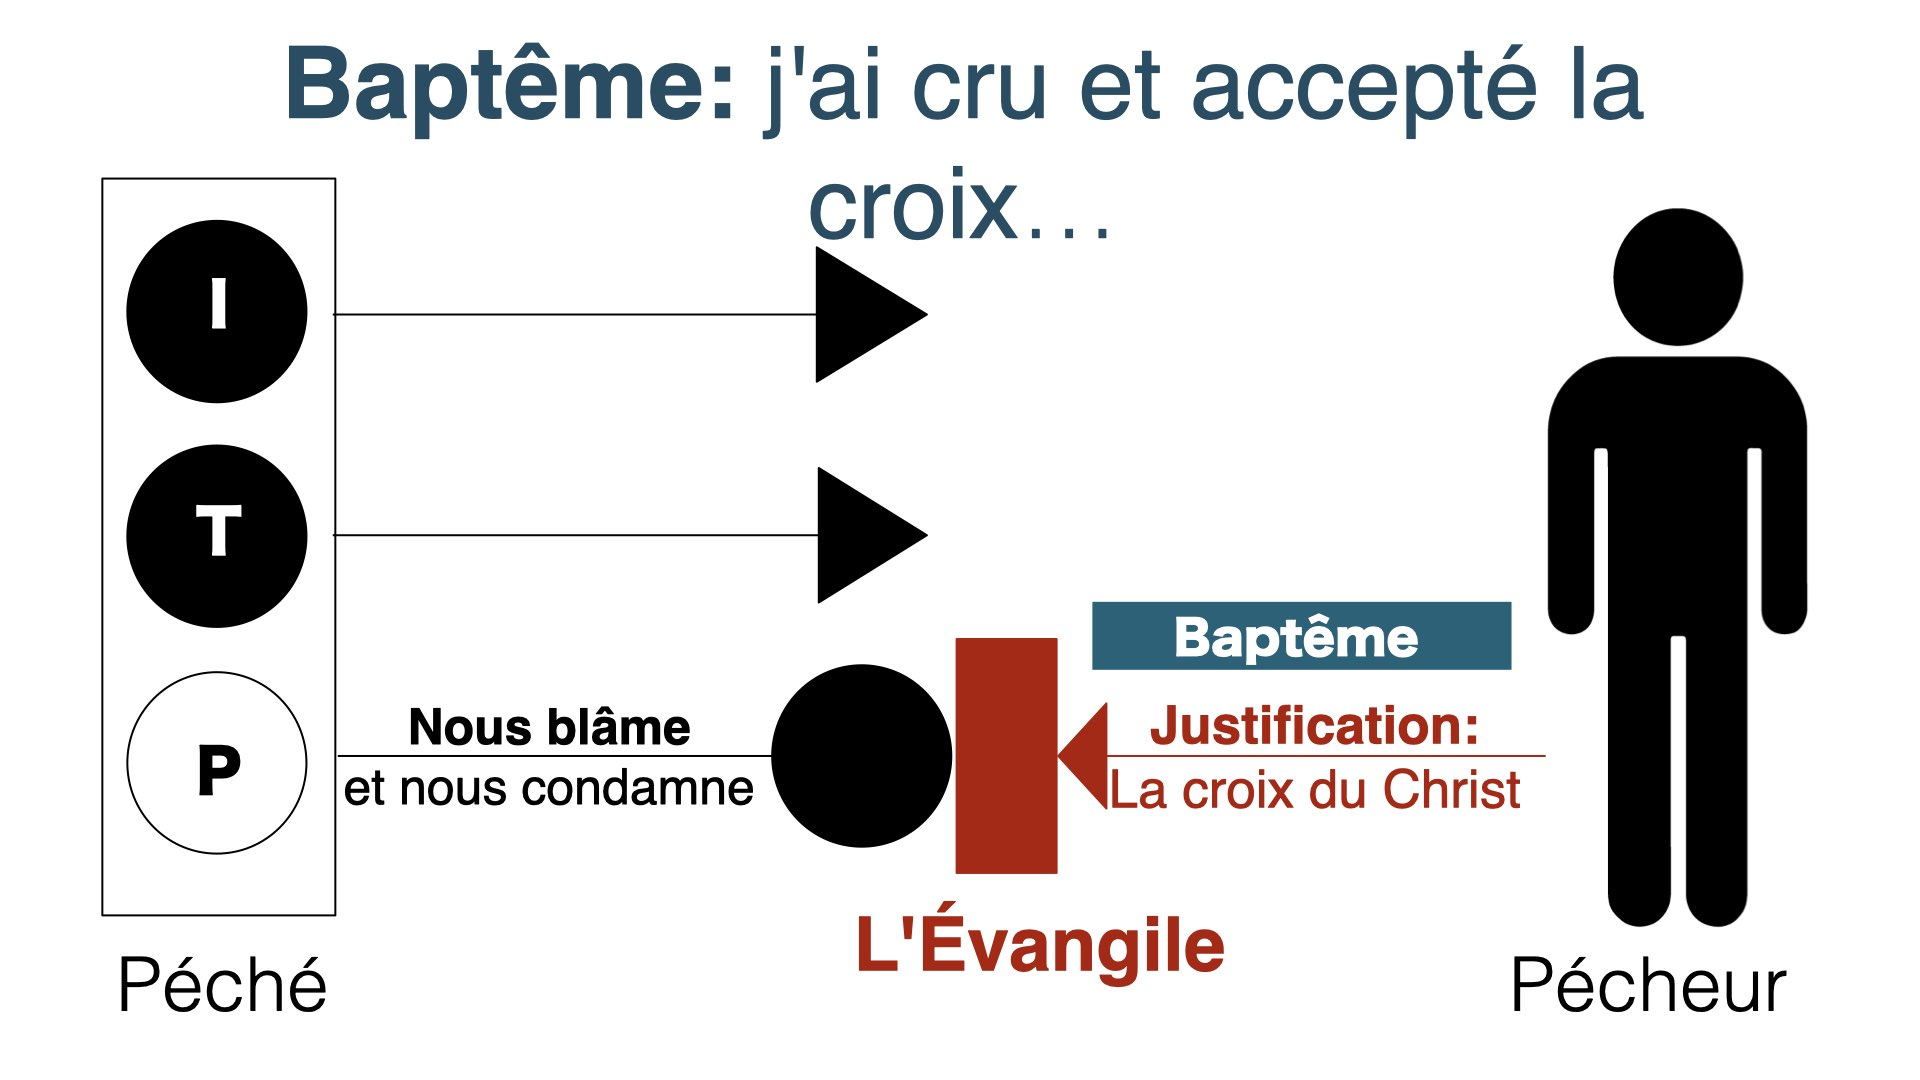 Baptême: j'ai cru et accepté la
croix…
I
T
P
Nous blâme
et nous condamne
Baptême
Justification:
La croix du Christ
L'Évangile
Péché
Pécheur